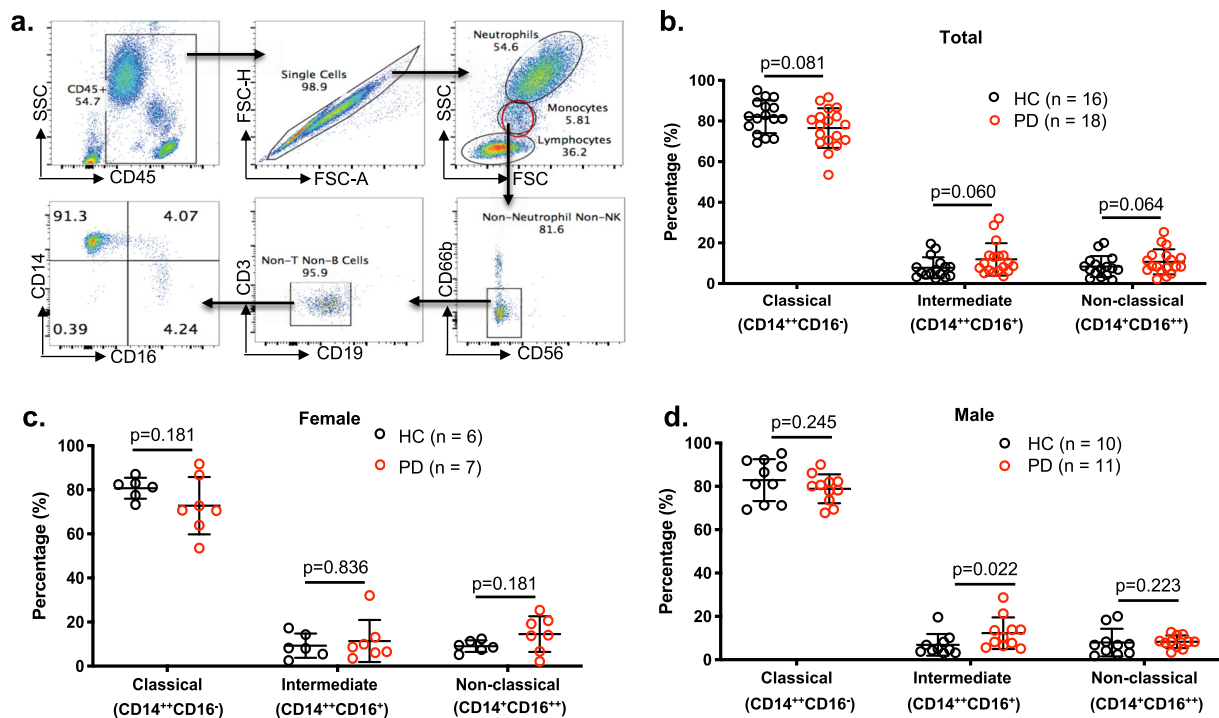 a.
SSC
CD45+
54.7
CD45
FSC-H
Single Cells
98.9
FSC-A
SSC
Neutrophils
54.6
Monocytes
5.81
Lymphocytes
36.2
FSC
CD14
91.3
4.07
0.39
4.24
CD16
CD3
Non-T Non-B Cells
95.9
CD19
CD66b
Non-Neutrophil Non-NK
81.6
CD56
b.
Total
Percentage (%)
100
80
60
40
20
0
p=0.081
p=0.060
p=0.064
HC (n = 16)
PD (n = 18)
Classical
(CD14⁺⁺CD16⁻)
Intermediate
(CD14⁺⁺CD16⁺)
Non-classical
(CD14⁺CD16⁺⁺)
c.
Female
Percentage (%)
100
80
60
40
20
0
p=0.181
p=0.836
p=0.181
HC (n = 6)
PD (n = 7)
Classical
(CD14⁺⁺CD16⁻)
Intermediate
(CD14⁺⁺CD16⁺)
Non-classical
(CD14⁺CD16⁺⁺)
d.
Male
Percentage (%)
100
80
60
40
20
0
p=0.245
p=0.022
p=0.223
HC (n = 10)
PD (n = 11)
Classical
(CD14⁺⁺CD16⁻)
Intermediate
(CD14⁺⁺CD16⁺)
Non-classical
(CD14⁺CD16⁺⁺)